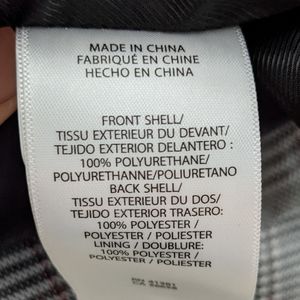 MADE IN CHINA
FABRIQUÉ EN CHINE
HECHO EN CHINA
FRONT SHELL/
TISSU EXTERIEUR DU DEVANT/
TEJIDO EXTERIOR DELANTERO :
100% POLYURETHANE/
POLYURETHANNE/POLIURETANO
BACK SHELL/
TISSU EXTERIEUR DU DOS/
TEJIDO EXTERIOR TRASERO:
100% POLYESTER /
POLYESTER / POLIESTER
LINING / DOUBLURE:
100% POLYESTER /
POLYESTER / POLIESTER